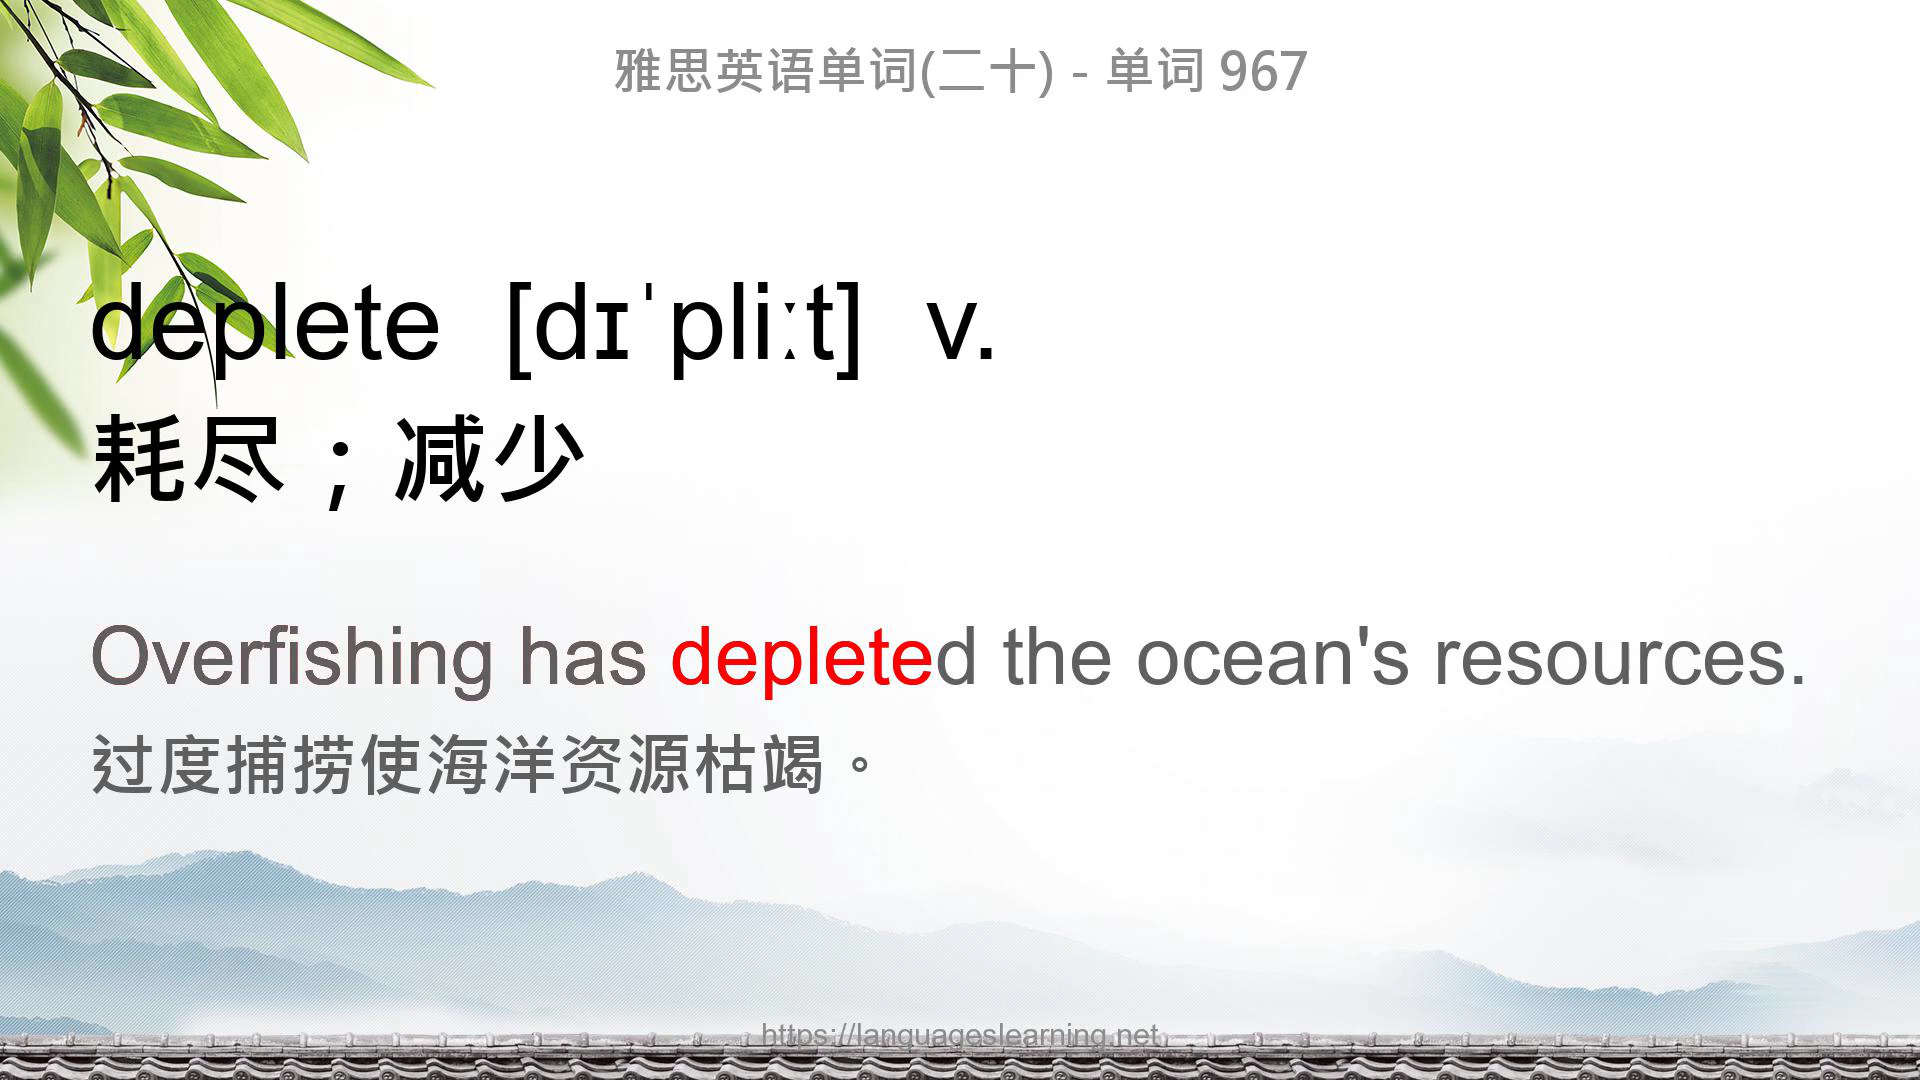 雅思英语单词(二十) - 单词 967
deplete [dɪˈpliːt] v.
耗尽；减少
Overfishing has depleted the ocean's resources.
过度捕捞使海洋资源枯竭。
https://languageslearning.net